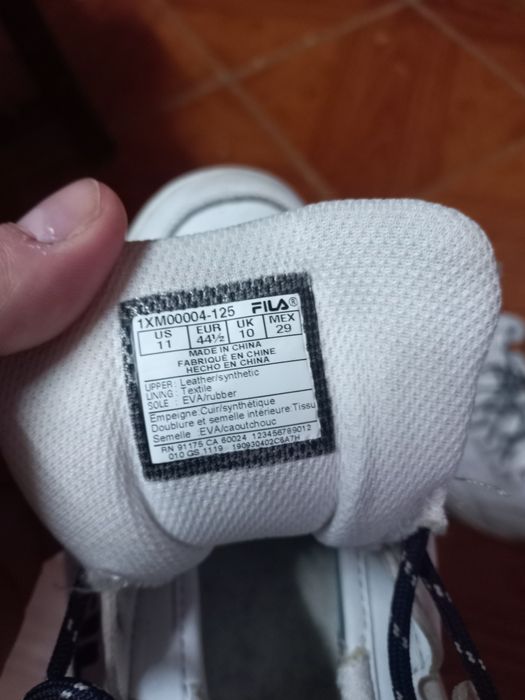 1XM00004-125 FILA®
US EUR UK MEX
11 44½ 10 29
MADE IN CHINA
FABRIQUÉ EN CHINE
HECHO EN CHINA
UPPER : Leather/synthetic
LINING : Textile
SOLE : EVA/rubber
Empeigne:Cuir/synthétique
Doublure et semelle intérieure:Tissu
Semelle :EVA/caoutchouc
RN 91175 CA 60024 123456789012
010 GS 1119 190930402C6A7H